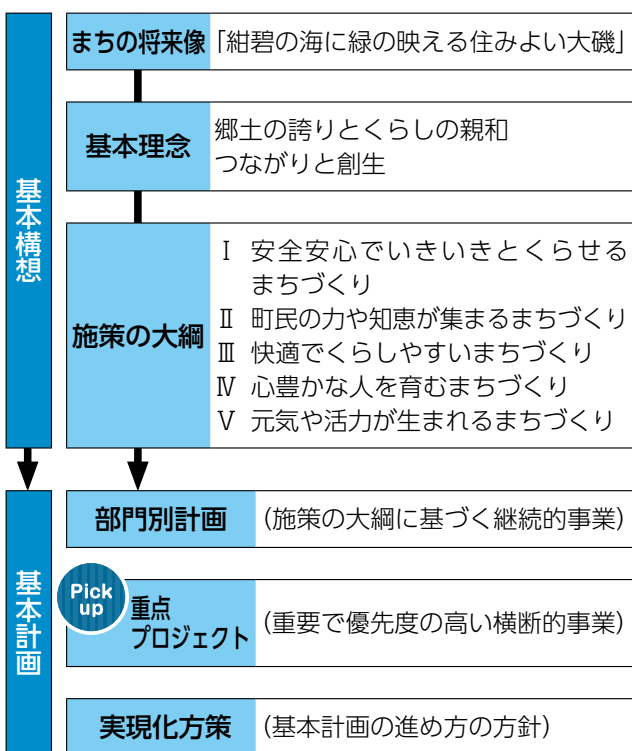 基本構想
まちの将来像
「紺碧の海に緑の映える住みよい大磯」
基本理念
郷土の誇りとくらしの親和
つながりと創生
施策の大綱
Ⅰ 安全安心でいきいきとくらせる
まちづくり
Ⅱ 町民の力や知恵が集まるまちづくり
Ⅲ 快適でくらしやすいまちづくり
Ⅳ 心豊かな人を育むまちづくり
Ⅴ 元気や活力が生まれるまちづくり
基本計画
部門別計画
(施策の大綱に基づく継続的事業)
Pick
up
重点
プロジェクト
(重要で優先度の高い横断的事業)
実現化方策
(基本計画の進め方の方針)